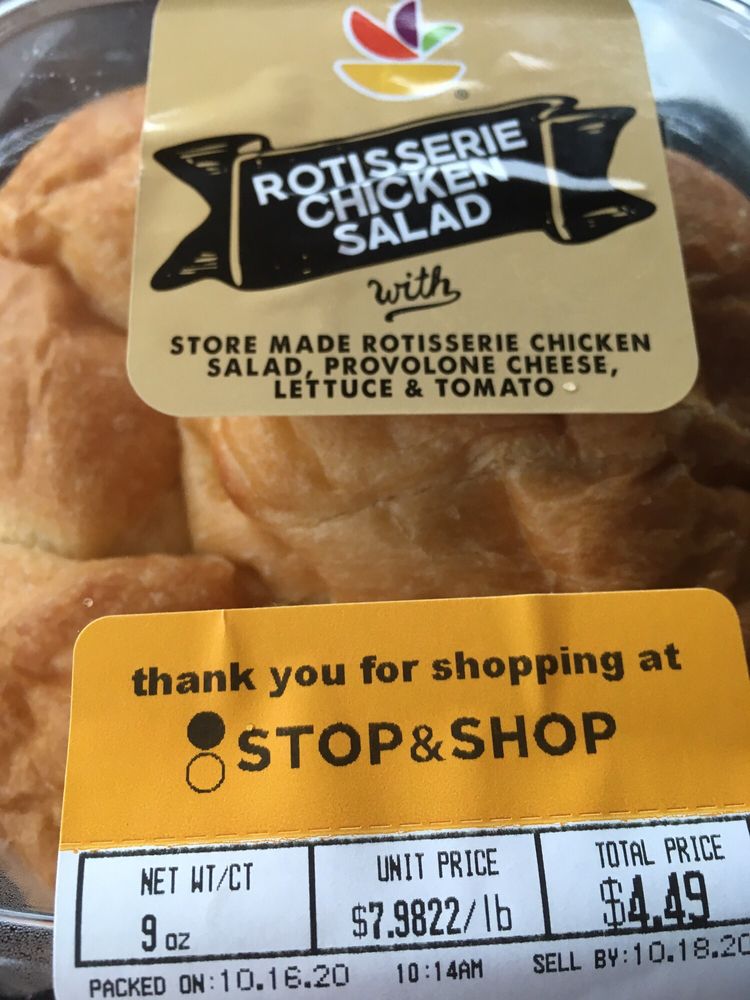 ROTISSERIE
CHICKEN
SALAD
with
STORE MADE ROTISSERIE CHICKEN
SALAD, PROVOLONE CHEESE,
LETTUCE & TOMATO
thank you for shopping at
STOP&SHOP
NET WT/CT UNIT PRICE TOTAL PRICE
9 oz $7.9822/lb $4.49
PACKED ON:10.16.20 10:14AM SELL BY:10.18.20